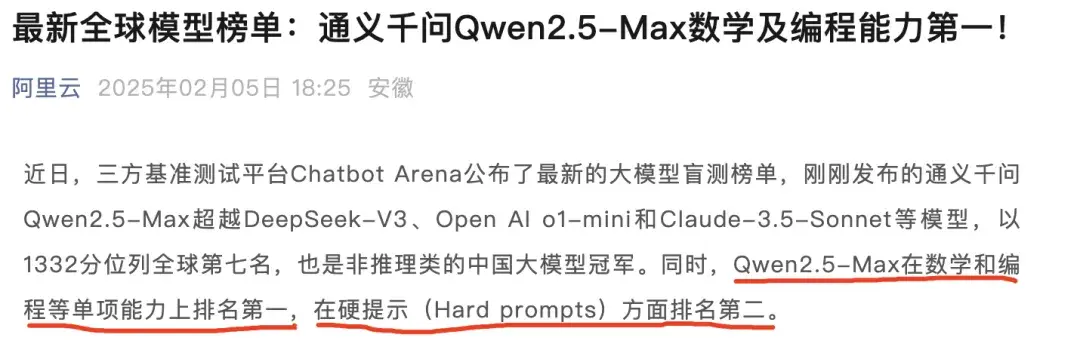 最新全球模型榜单：通义千问Qwen2.5-Max数学及编程能力第一！
阿里云 2025年02月05日 18:25 安徽
近日，三方基准测试平台Chatbot Arena公布了最新的大模型盲测榜单，刚刚发布的通义千问
Qwen2.5-Max超越DeepSeek-V3、Open AI o1-mini和Claude-3.5-Sonnet等模型，以
1332分位列全球第七名，也是非推理类的中国大模型冠军。同时，Qwen2.5-Max在数学和编
程等单项能力上排名第一，在硬提示（Hard prompts）方面排名第二。